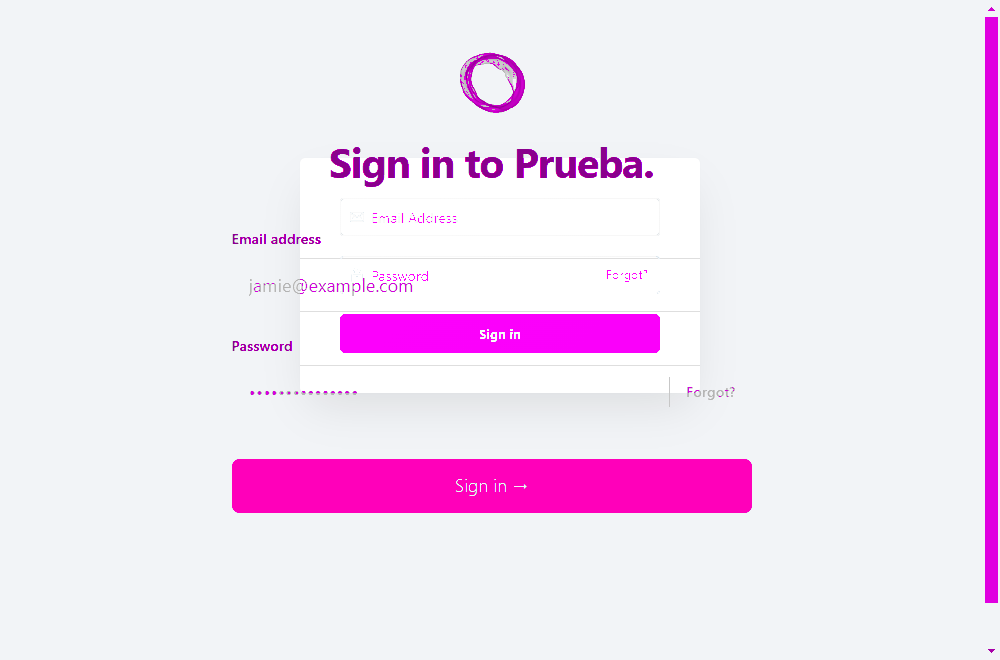 Sign in to Prueba.
Email Address
Email address
Password
Forgot?
jamie@example.com
Sign in
Password
Forgot?
Sign in →